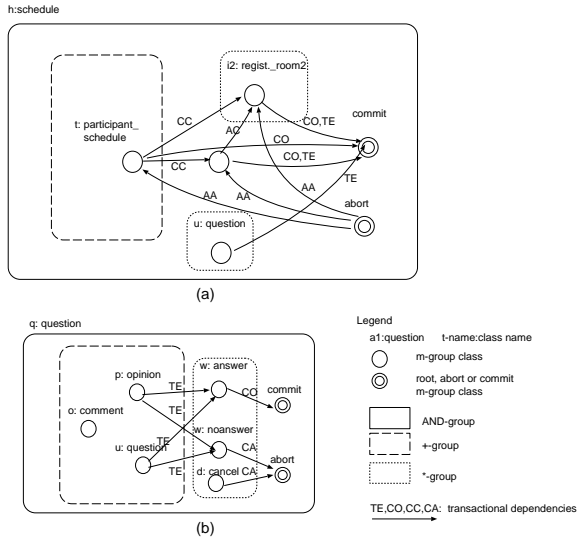 h:schedule
i2: regist._room2
t: participant_
schedule
CC
AC
CO,TE
commit
CO
CC
CO,TE
TE
AA
AA
AA
abort
u: question
(a)
q: question
p: opinion
w: answer
TE
CO
commit
o: comment
TE
w: noanswer
TE
u: question
CA
abort
TE
d: cancel
CA
(b)
Legend
a1:question t-name:class name
m-group class
root, abort or commit
m-group class
AND-group
+-group
*-group
TE,CO,CC,CA: transactional dependencies